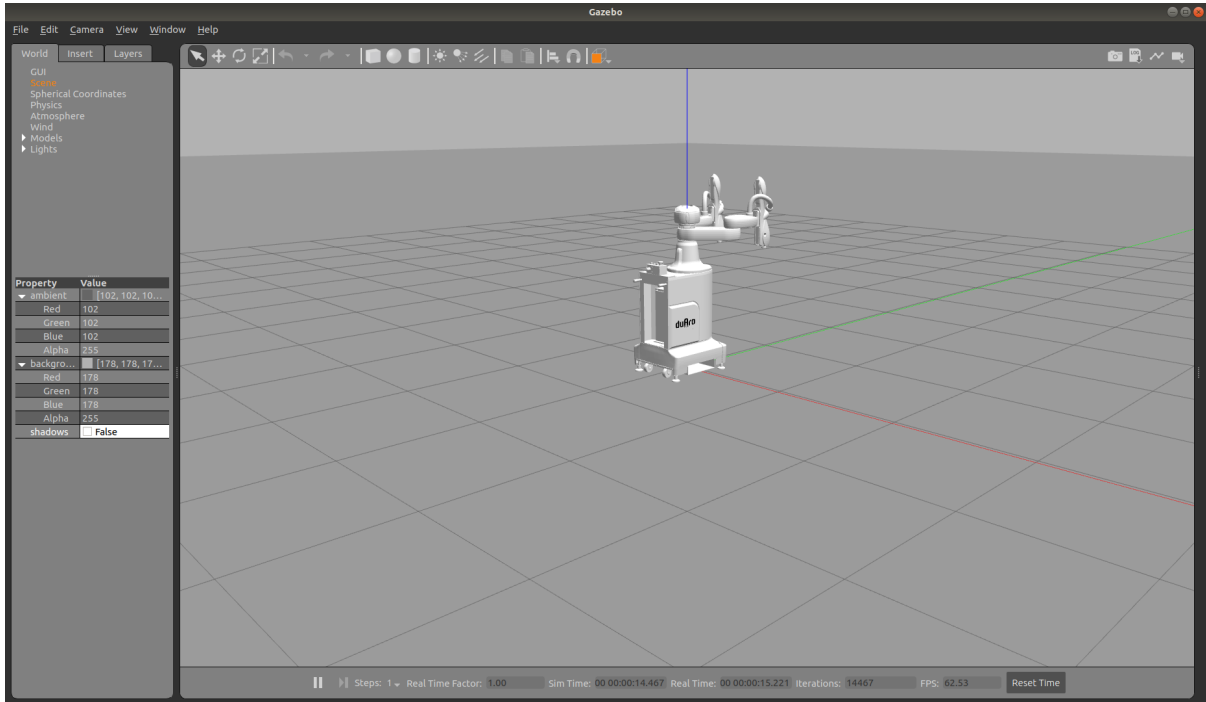 Gazebo
File Edit Camera View Window Help
World Insert Layers
GUI
Scene
Spherical Coordinates
Physics
Atmosphere
Wind
Models
Lights
Property Value
ambient [102, 102, 10...
Red 102
Green 102
Blue 102
Alpha 255
backgro... [178, 178, 17...
Red 178
Green 178
Blue 178
Alpha 255
shadows False
duAro
Steps: 1 Real Time Factor: 1.00 Sim Time: 00 00:00:14.467 Real Time: 00 00:00:15.221 Iterations: 14467 FPS: 62.53 Reset Time